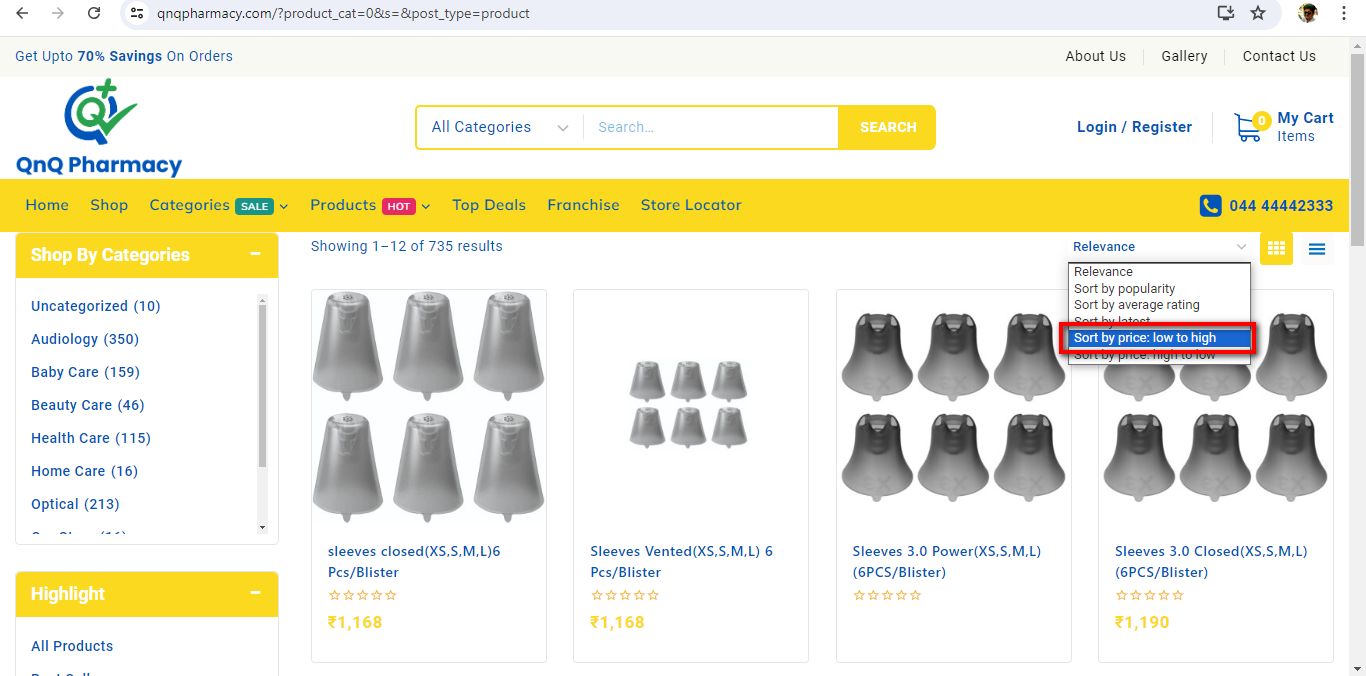 qnqpharmacy.com/?product_cat=0&s=&post_type=product
Get Upto 70% Savings On Orders
About Us
Gallery
Contact Us
QnQ Pharmacy
All Categories
Search...
SEARCH
Login / Register
0
My Cart
Items
Home
Shop
Categories SALE
Products HOT
Top Deals
Franchise
Store Locator
044 44442333
Shop By Categories
Uncategorized (10)
Audiology (350)
Baby Care (159)
Beauty Care (46)
Health Care (115)
Home Care (16)
Optical (213)
Highlight
All Products
Showing 1–12 of 735 results
Relevance
Relevance
Sort by popularity
Sort by average rating
Sort by latest
Sort by price: low to high
Sort by price: high to low
sleeves closed(XS,S,M,L)6
Pcs/Blister
₹1,168
Sleeves Vented(XS,S,M,L) 6
Pcs/Blister
₹1,168
Sleeves 3.0 Power(XS,S,M,L)
(6PCS/Blister)
Sleeves 3.0 Closed(XS,S,M,L)
(6PCS/Blister)
₹1,190